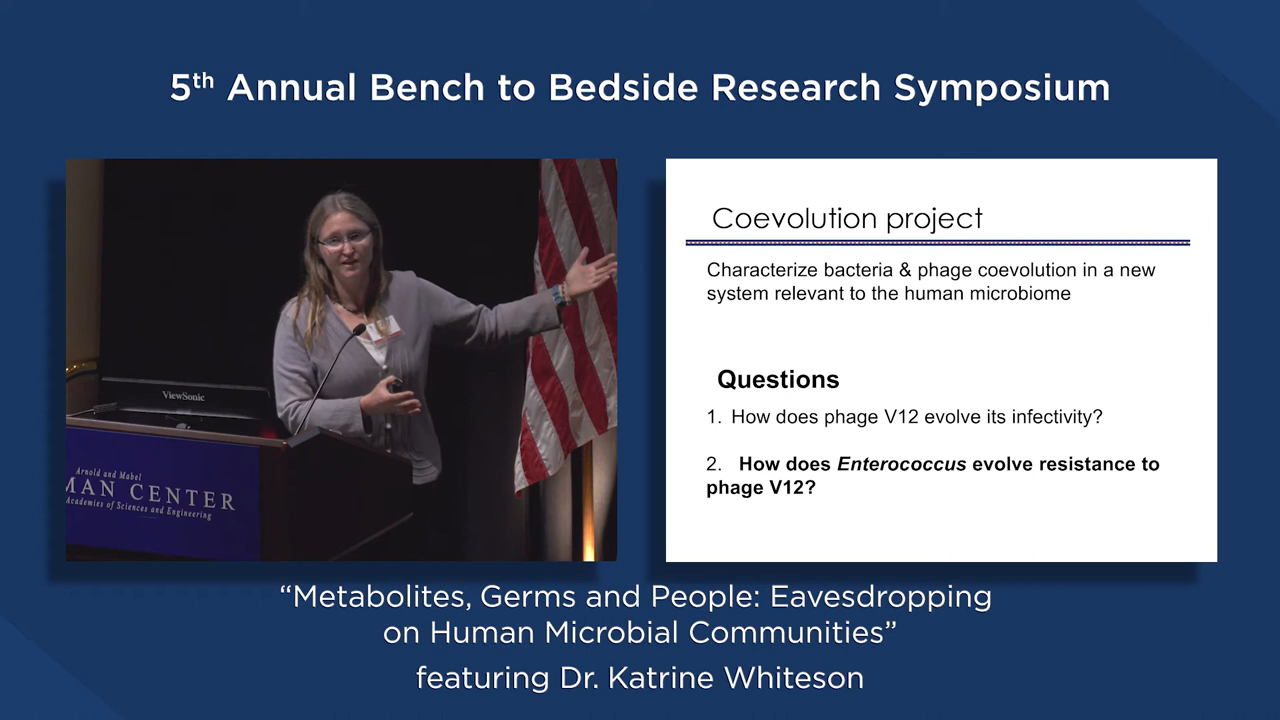 5th Annual Bench to Bedside Research Symposium
ViewSonic
Arnold and Mabel
MAN CENTER
Academies of Sciences and Engineering
Coevolution project
Characterize bacteria & phage coevolution in a new
system relevant to the human microbiome
Questions
1. How does phage V12 evolve its infectivity?
2. How does Enterococcus evolve resistance to
phage V12?
“Metabolites, Germs and People: Eavesdropping
on Human Microbial Communities”
featuring Dr. Katrine Whiteson